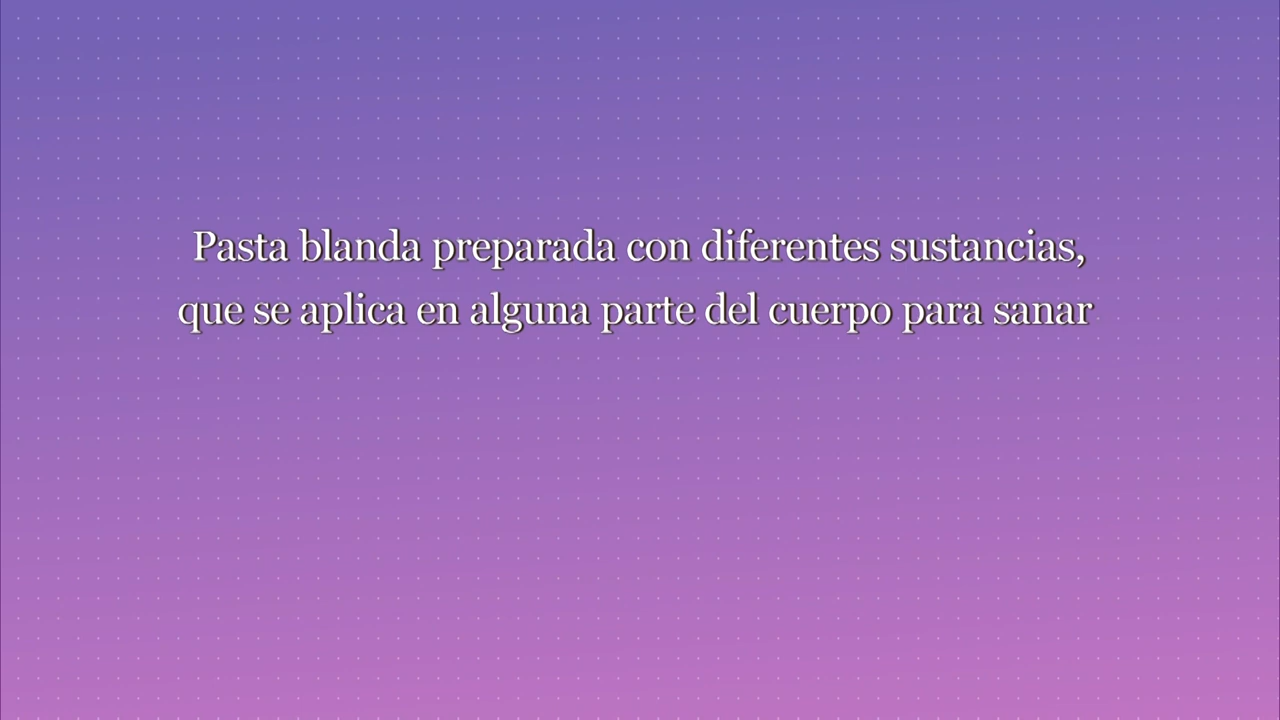 Pasta blanda preparada con diferentes sustancias,
que se aplica en alguna parte del cuerpo para sanar